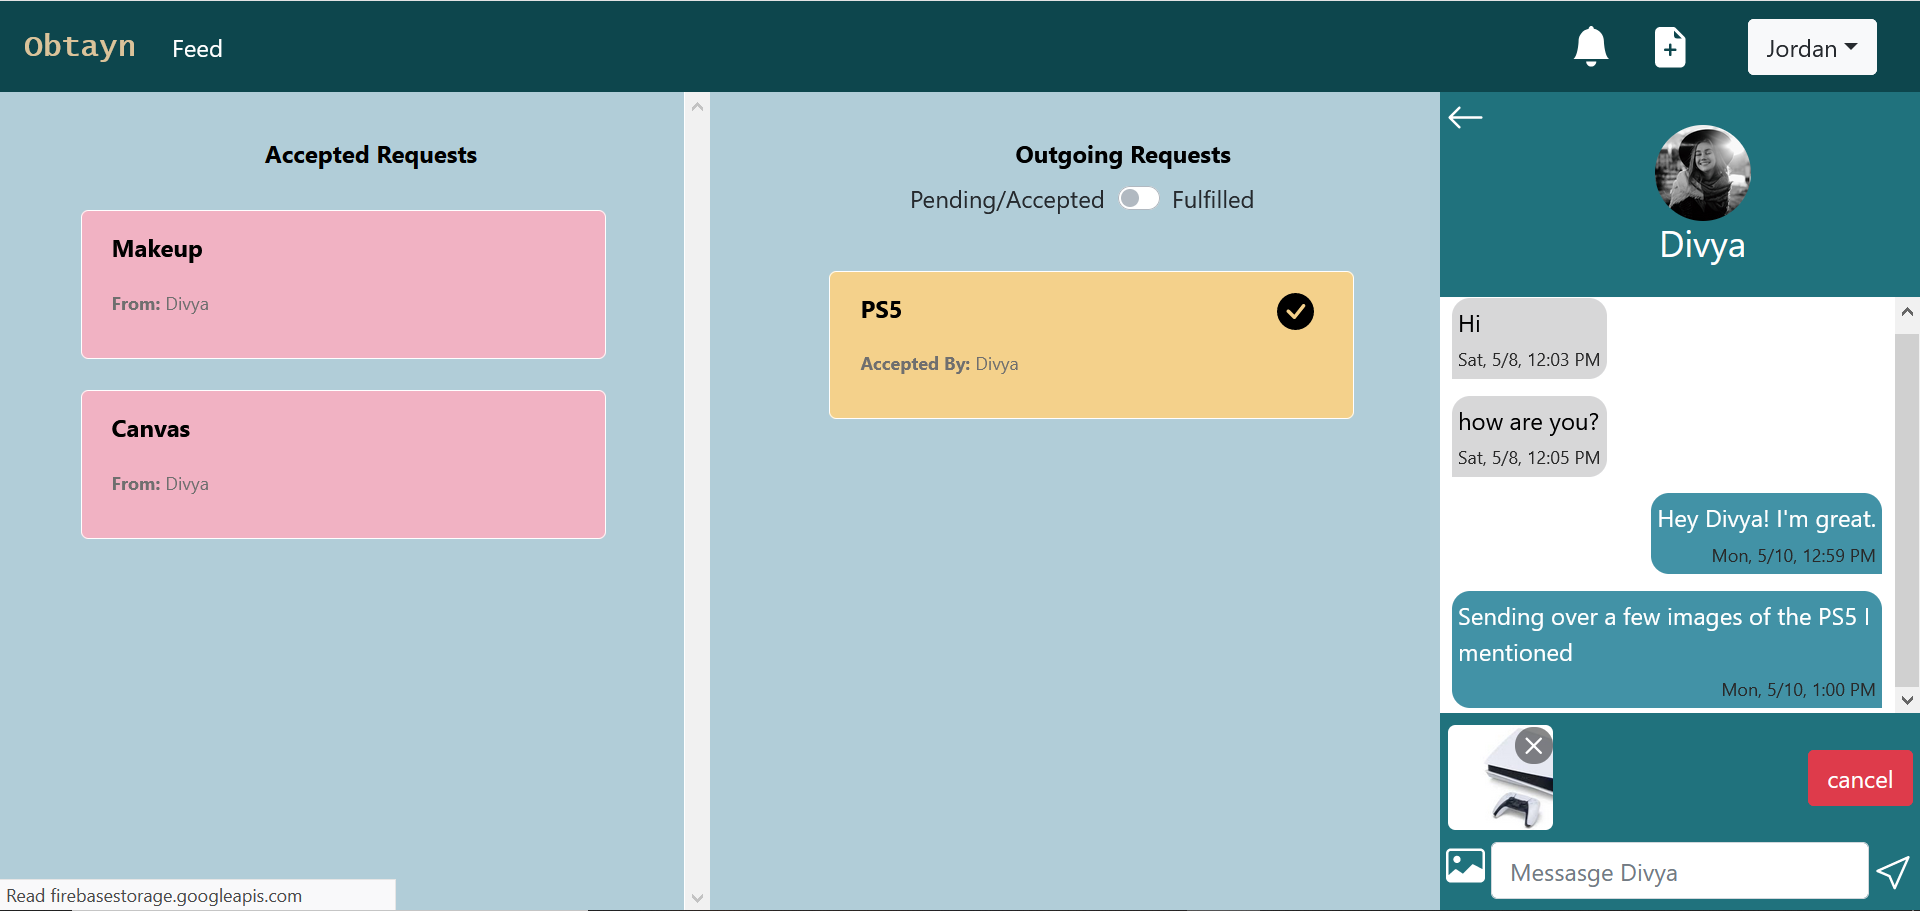 Obtayn
Feed
Jordan
Accepted Requests
Makeup
From: Divya
Canvas
From: Divya
Outgoing Requests
Pending/Accepted
Fulfilled
PS5
Accepted By: Divya
Divya
Hi
Sat, 5/8, 12:03 PM
how are you?
Sat, 5/8, 12:05 PM
Hey Divya! I'm great.
Mon, 5/10, 12:59 PM
Sending over a few images of the PS5 I
mentioned
Mon, 5/10, 1:00 PM
cancel
Messasge Divya
Read firebasestorage.googleapis.com